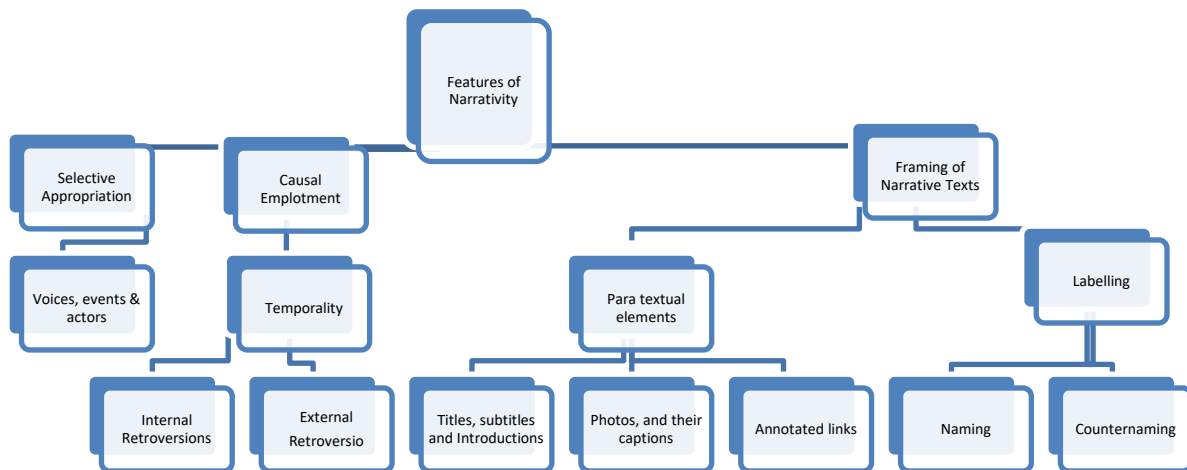 Features of
Narrativity
Selective
Appropriation
Causal
Emplotment
Framing of
Narrative Texts
Voices, events &
actors
Temporality
Para textual
elements
Labelling
Internal
Retroversions
External
Retroversio
Titles, subtitles
and Introductions
Photos, and their
captions
Annotated links
Naming
Counternaming